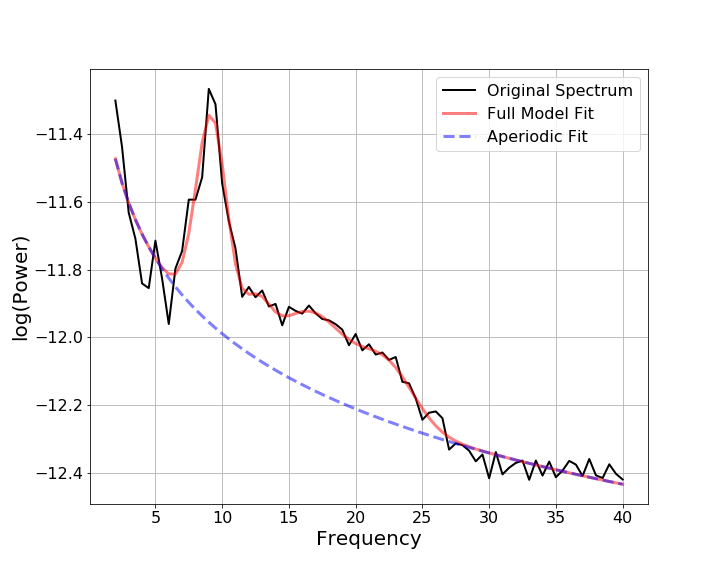 Original Spectrum
Full Model Fit
Aperiodic Fit
log(Power)
−11.4
−11.6
−11.8
−12.0
−12.2
−12.4
5 10 15 20 25 30 35 40
Frequency